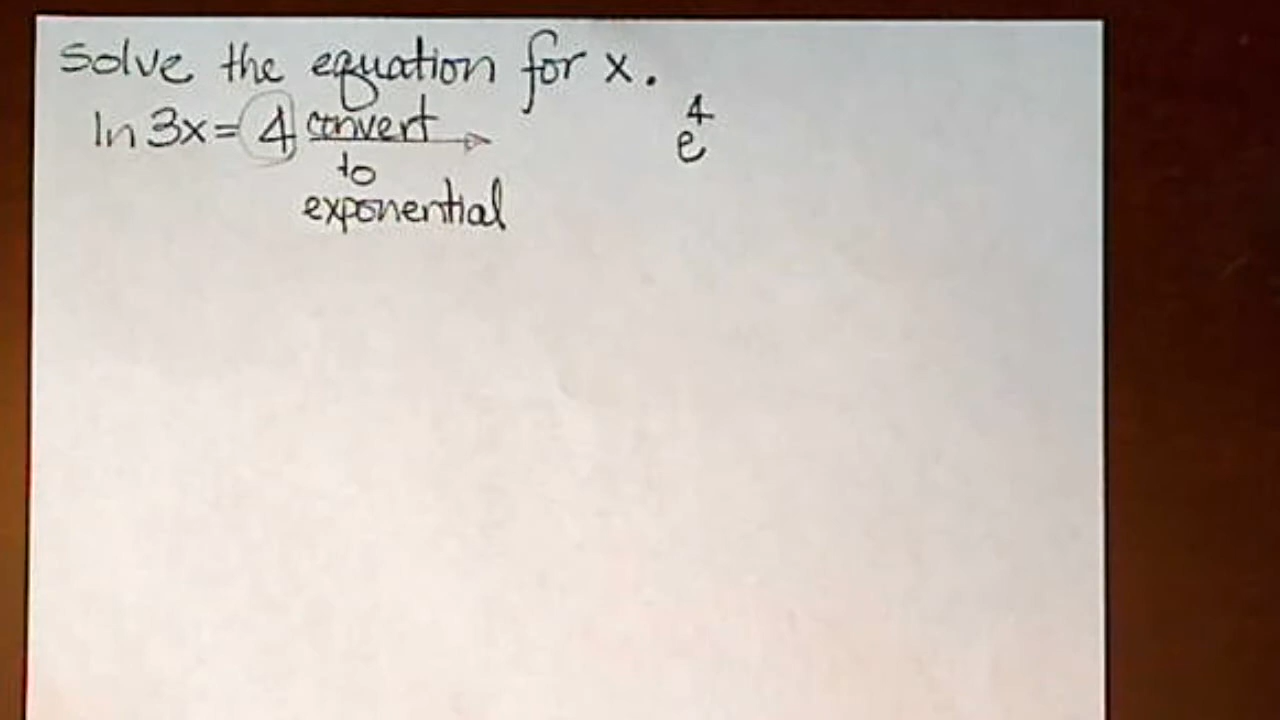 Solve the equation for x.
ln 3x = 4 convert e⁴
to
exponential